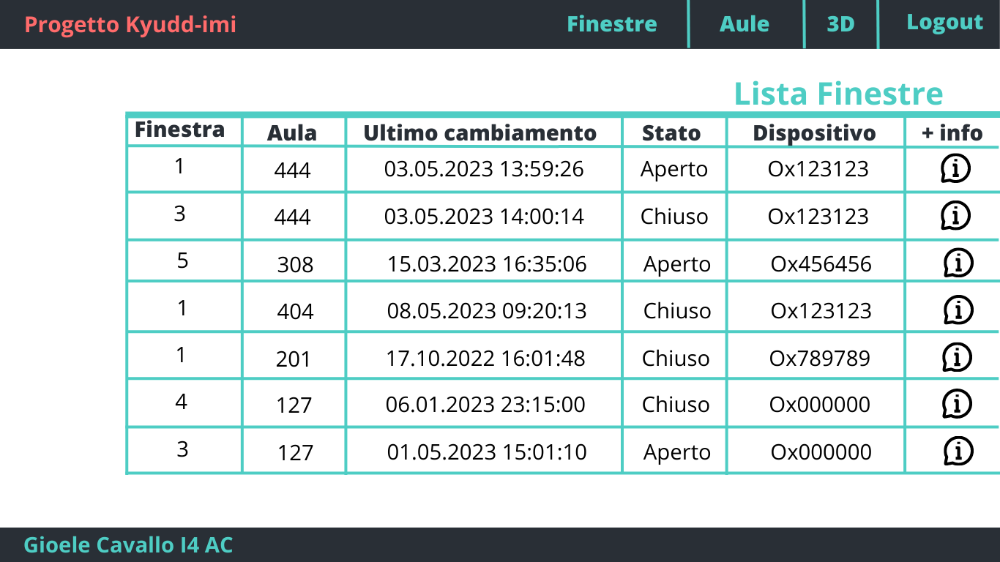 Progetto Kyudd-imi Finestre Aule 3D Logout
Lista Finestre
Finestra Aula Ultimo cambiamento Stato Dispositivo + info
1 444 03.05.2023 13:59:26 Aperto Ox123123
3 444 03.05.2023 14:00:14 Chiuso Ox123123
5 308 15.03.2023 16:35:06 Aperto Ox456456
1 404 08.05.2023 09:20:13 Chiuso Ox123123
1 201 17.10.2022 16:01:48 Chiuso Ox789789
4 127 06.01.2023 23:15:00 Chiuso Ox000000
3 127 01.05.2023 15:01:10 Aperto Ox000000
Gioele Cavallo I4 AC